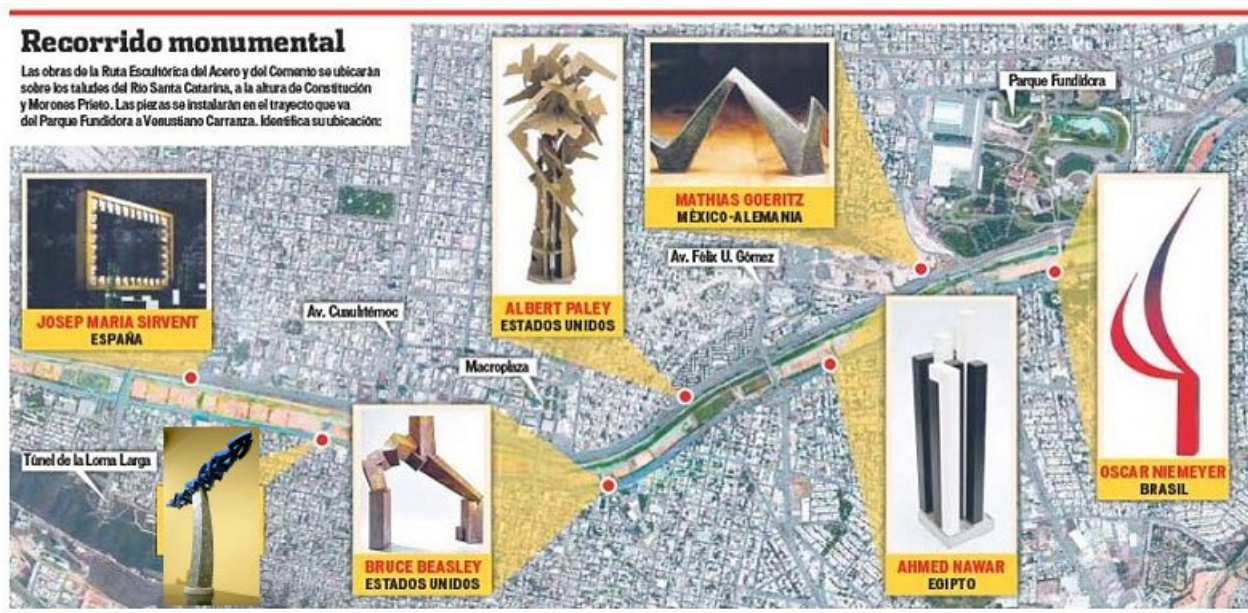 Recorrido monumental
Las obras de la Ruta Escultórica del Acero y del Cemento se ubicarán
sobre los taludes del Río Santa Catarina, a la altura de Constitución
y Morones Prieto. Las piezas se instalarán en el trayecto que va
del Parque Fundidora a Venustiano Carranza. Identifica su ubicación:
Parque Fundidora
MATHIAS GOERITZ
MÉXICO-ALEMANIA
Av. Félix U. Gómez
ALBERT PALEY
ESTADOS UNIDOS
JOSEP MARIA SIRVENT
ESPAÑA
Av. Cuauhtémoc
Macroplaza
Túnel de la Loma Larga
BRUCE BEASLEY
ESTADOS UNIDOS
AHMED NAWAR
EGIPTO
OSCAR NIEMEYER
BRASIL